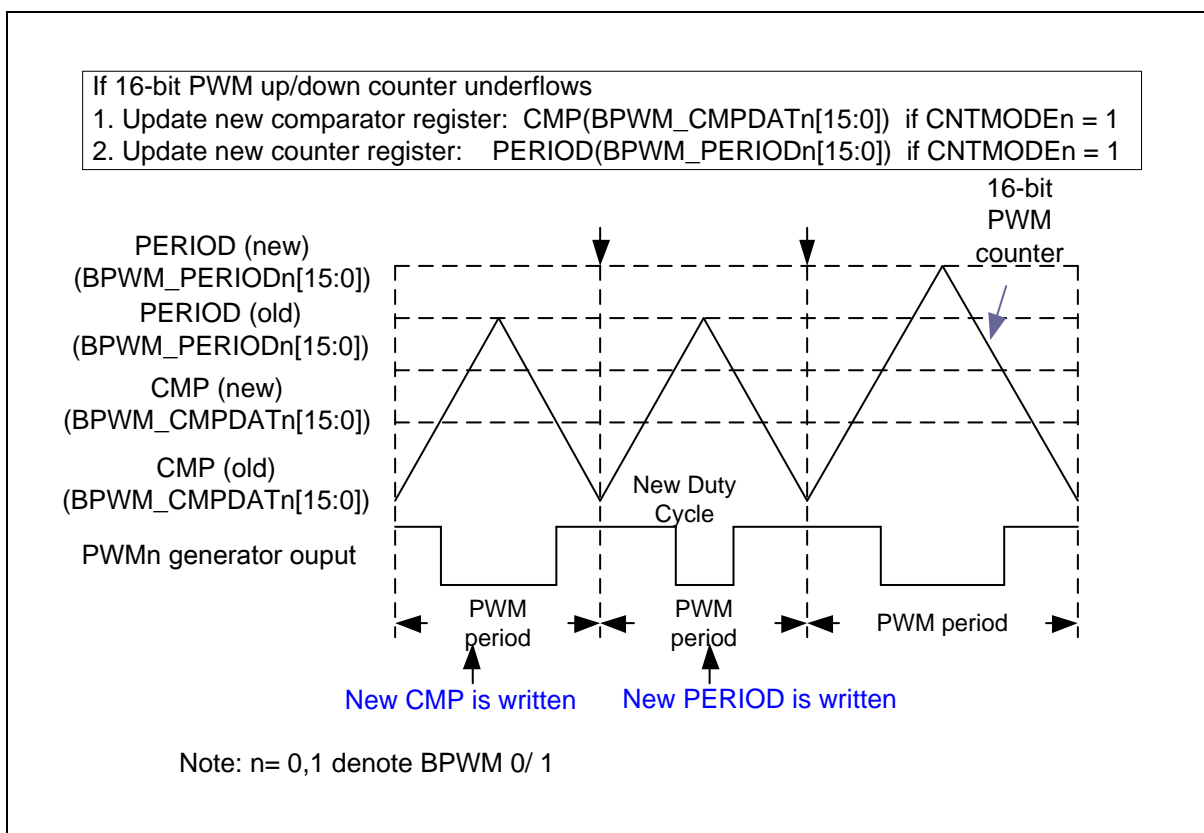 If 16-bit PWM up/down counter underflows
1. Update new comparator register:  CMP(BPWM_CMPDATn[15:0])  if CNTMODEn = 1
2. Update new counter register:    PERIOD(BPWM_PERIODn[15:0])  if CNTMODEn = 1
16-bit
PWM
counter
PERIOD (new)
(BPWM_PERIODn[15:0])
PERIOD (old)
(BPWM_PERIODn[15:0])
CMP (new)
(BPWM_CMPDATn[15:0])
CMP (old)
(BPWM_CMPDATn[15:0])
New Duty
Cycle
PWMn generator ouput
PWM
period
PWM
period
PWM period
New CMP is written
New PERIOD is written
Note: n= 0,1 denote BPWM 0/ 1